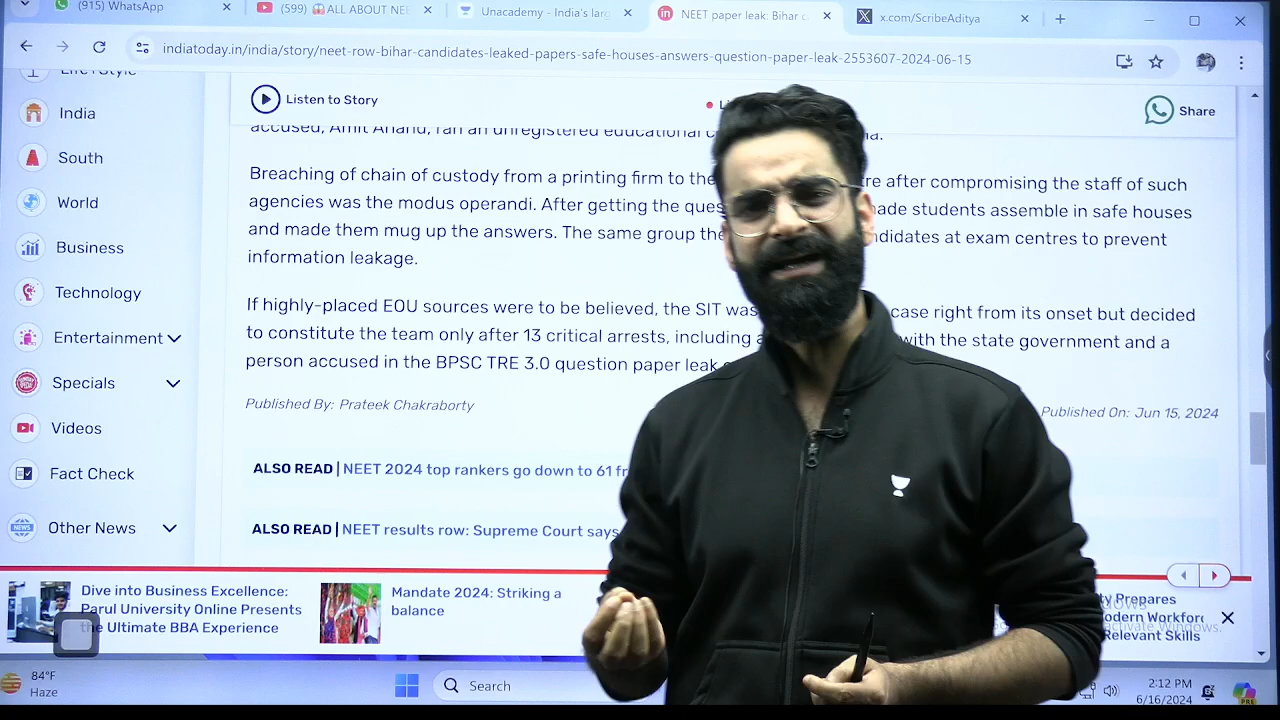 (915) WhatsApp
(599) 😱ALL ABOUT NEE
Unacademy - India's larg
NEET paper leak: Bihar c
x.com/ScribeAditya
indiatoday.in/india/story/neet-row-bihar-candidates-leaked-papers-safe-houses-answers-question-paper-leak-2553607-2024-06-15
Life+Style
India
South
World
Business
Technology
Entertainment
Specials
Videos
Fact Check
Other News
Listen to Story
Share
accused, Amit Anand, ran an unregistered educational c
Breaching of chain of custody from a printing firm to the re after compromising the staff of such
agencies was the modus operandi. After getting the ques made students assemble in safe houses
and made them mug up the answers. The same group the ndidates at exam centres to prevent
information leakage.
If highly-placed EOU sources were to be believed, the SIT was case right from its onset but decided
to constitute the team only after 13 critical arrests, including a with the state government and a
person accused in the BPSC TRE 3.0 question paper leak
Published By: Prateek Chakraborty
Published On: Jun 15, 2024
ALSO READ | NEET 2024 top rankers go down to 61 fr
ALSO READ | NEET results row: Supreme Court says
Dive into Business Excellence:
Parul University Online Presents
the Ultimate BBA Experience
Mandate 2024: Striking a
balance
ty Prepares
odern Workforc
Relevant Skills
84°F
Haze
Search
2:12 PM
6/16/2024